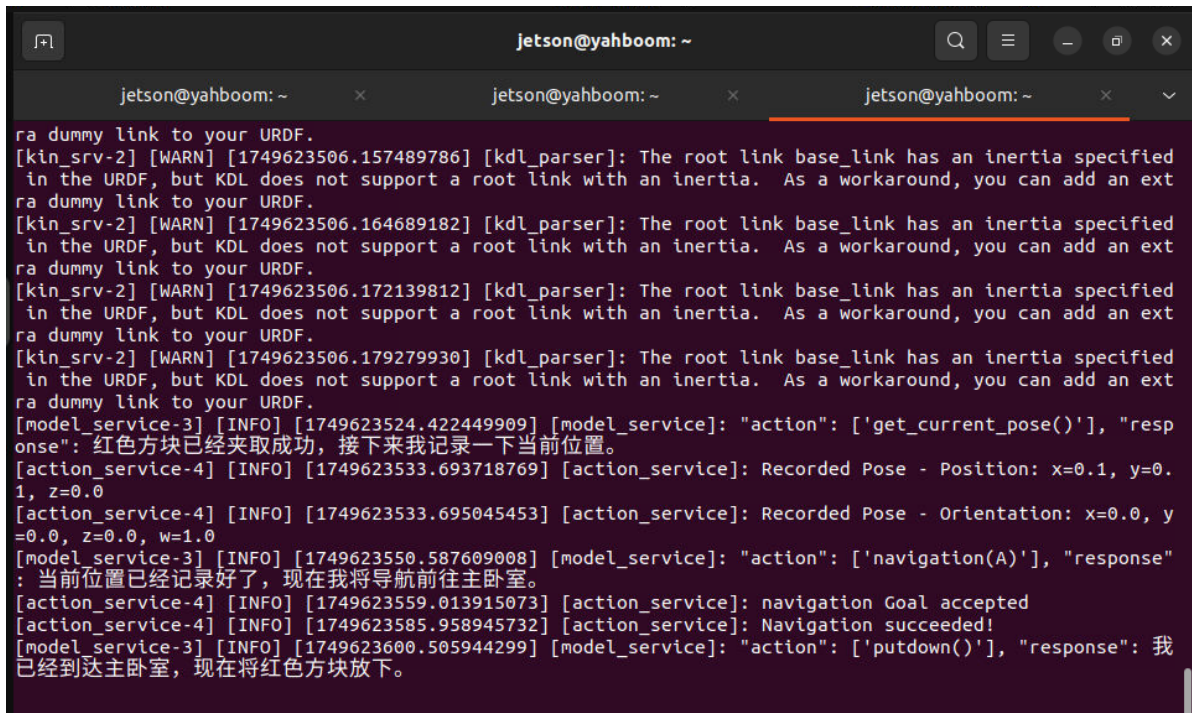 jetson@yahboom: ~
jetson@yahboom: ~
jetson@yahboom: ~
jetson@yahboom: ~
ra dummy link to your URDF.
[kin_srv-2] [WARN] [1749623506.157489786] [kdl_parser]: The root link base_link has an inertia specified
 in the URDF, but KDL does not support a root link with an inertia.  As a workaround, you can add an ext
ra dummy link to your URDF.
[kin_srv-2] [WARN] [1749623506.164689182] [kdl_parser]: The root link base_link has an inertia specified
 in the URDF, but KDL does not support a root link with an inertia.  As a workaround, you can add an ext
ra dummy link to your URDF.
[kin_srv-2] [WARN] [1749623506.172139812] [kdl_parser]: The root link base_link has an inertia specified
 in the URDF, but KDL does not support a root link with an inertia.  As a workaround, you can add an ext
ra dummy link to your URDF.
[kin_srv-2] [WARN] [1749623506.179279930] [kdl_parser]: The root link base_link has an inertia specified
 in the URDF, but KDL does not support a root link with an inertia.  As a workaround, you can add an ext
ra dummy link to your URDF.
[model_service-3] [INFO] [1749623524.422449909] [model_service]: "action": ['get_current_pose()'], "resp
onse": 红色方块已经夹取成功，接下来我记录一下当前位置。
[action_service-4] [INFO] [1749623533.693718769] [action_service]: Recorded Pose - Position: x=0.1, y=0.
1, z=0.0
[action_service-4] [INFO] [1749623533.695045453] [action_service]: Recorded Pose - Orientation: x=0.0, y
=0.0, z=0.0, w=1.0
[model_service-3] [INFO] [1749623550.587609008] [model_service]: "action": ['navigation(A)'], "response"
: 当前位置已经记录好了，现在我将导航前往主卧室。
[action_service-4] [INFO] [1749623559.013915073] [action_service]: navigation Goal accepted
[action_service-4] [INFO] [1749623585.958945732] [action_service]: Navigation succeeded!
[model_service-3] [INFO] [1749623600.505944299] [model_service]: "action": ['putdown()'], "response": 我
已经到达主卧室，现在将红色方块放下。